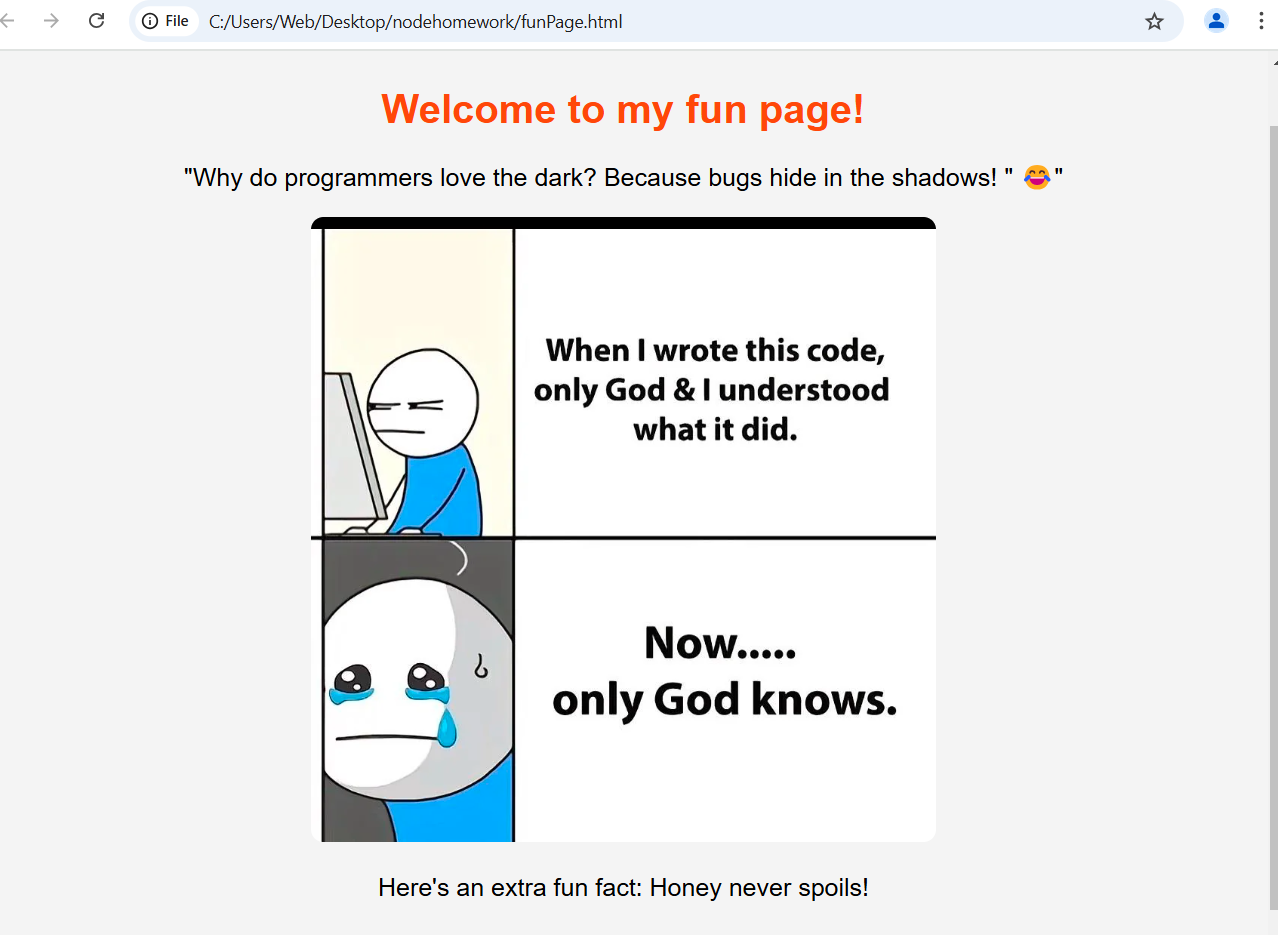 File C:/Users/Web/Desktop/nodehomework/funPage.html
Welcome to my fun page!
"Why do programmers love the dark? Because bugs hide in the shadows! " 😂"
When I wrote this code,
only God & I understood
what it did.
Now.....
only God knows.
Here's an extra fun fact: Honey never spoils!